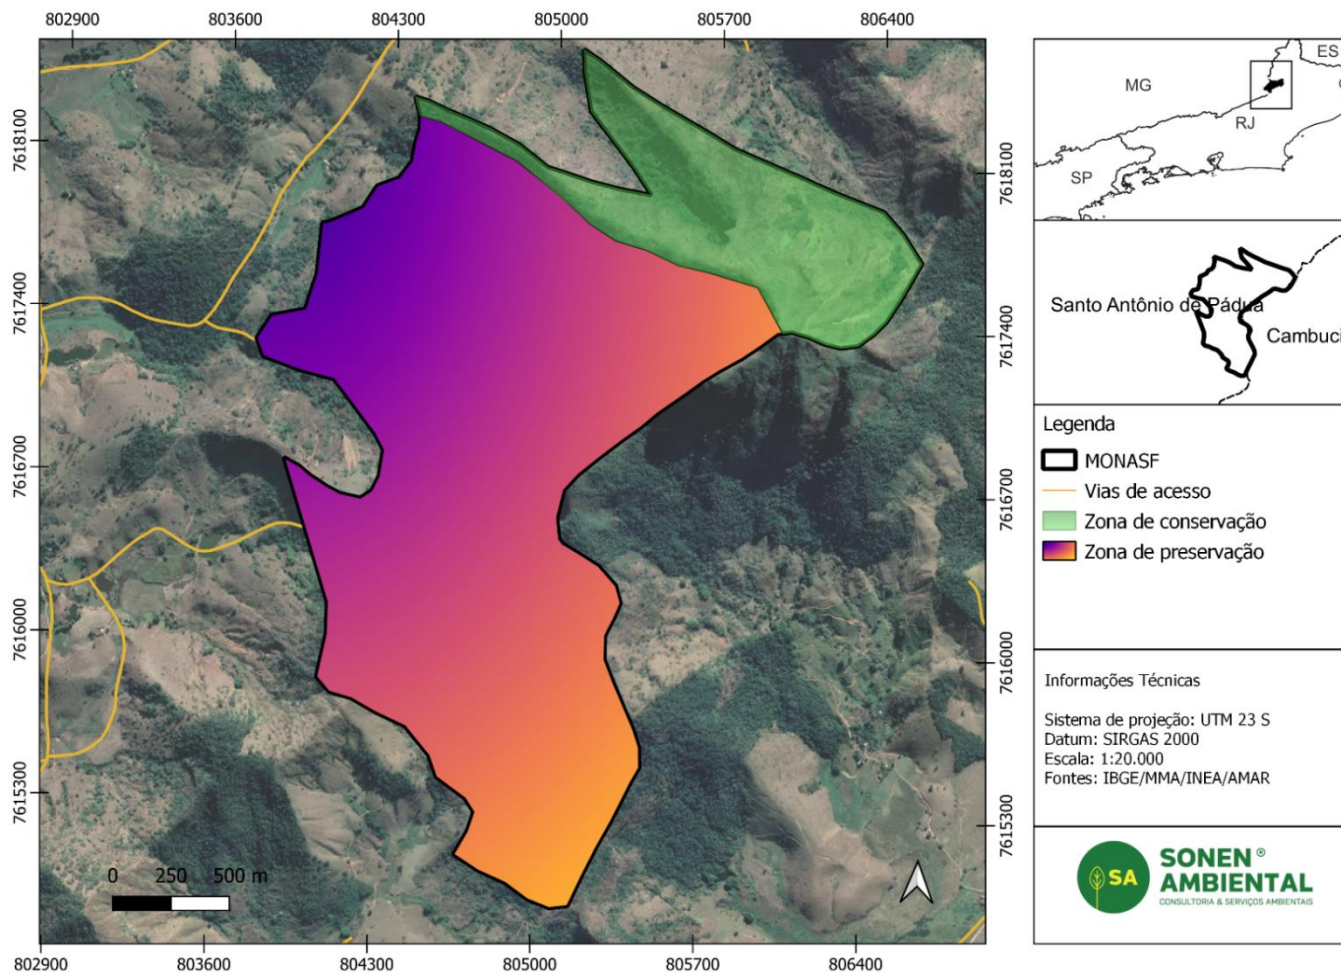 802900 803600 804300 805000 805700 806400
7618100
7617400
7616700
7616000
7615300
7618100
7617400
7616700
7616000
7615300
0 250 500 m
802900 803600 804300 805000 805700 806400
ES
MG
RJ
SP
Santo Antônio de Pádua
Cambuci
Legenda
MONASF
Vias de acesso
Zona de conservação
Zona de preservação
Informações Técnicas
Sistema de projeção: UTM 23 S
Datum: SIRGAS 2000
Escala: 1:20.000
Fontes: IBGE/MMA/INEA/AMAR
SA
SONEN ®
AMBIENTAL
CONSULTORIA & SERVIÇOS AMBIENTAIS